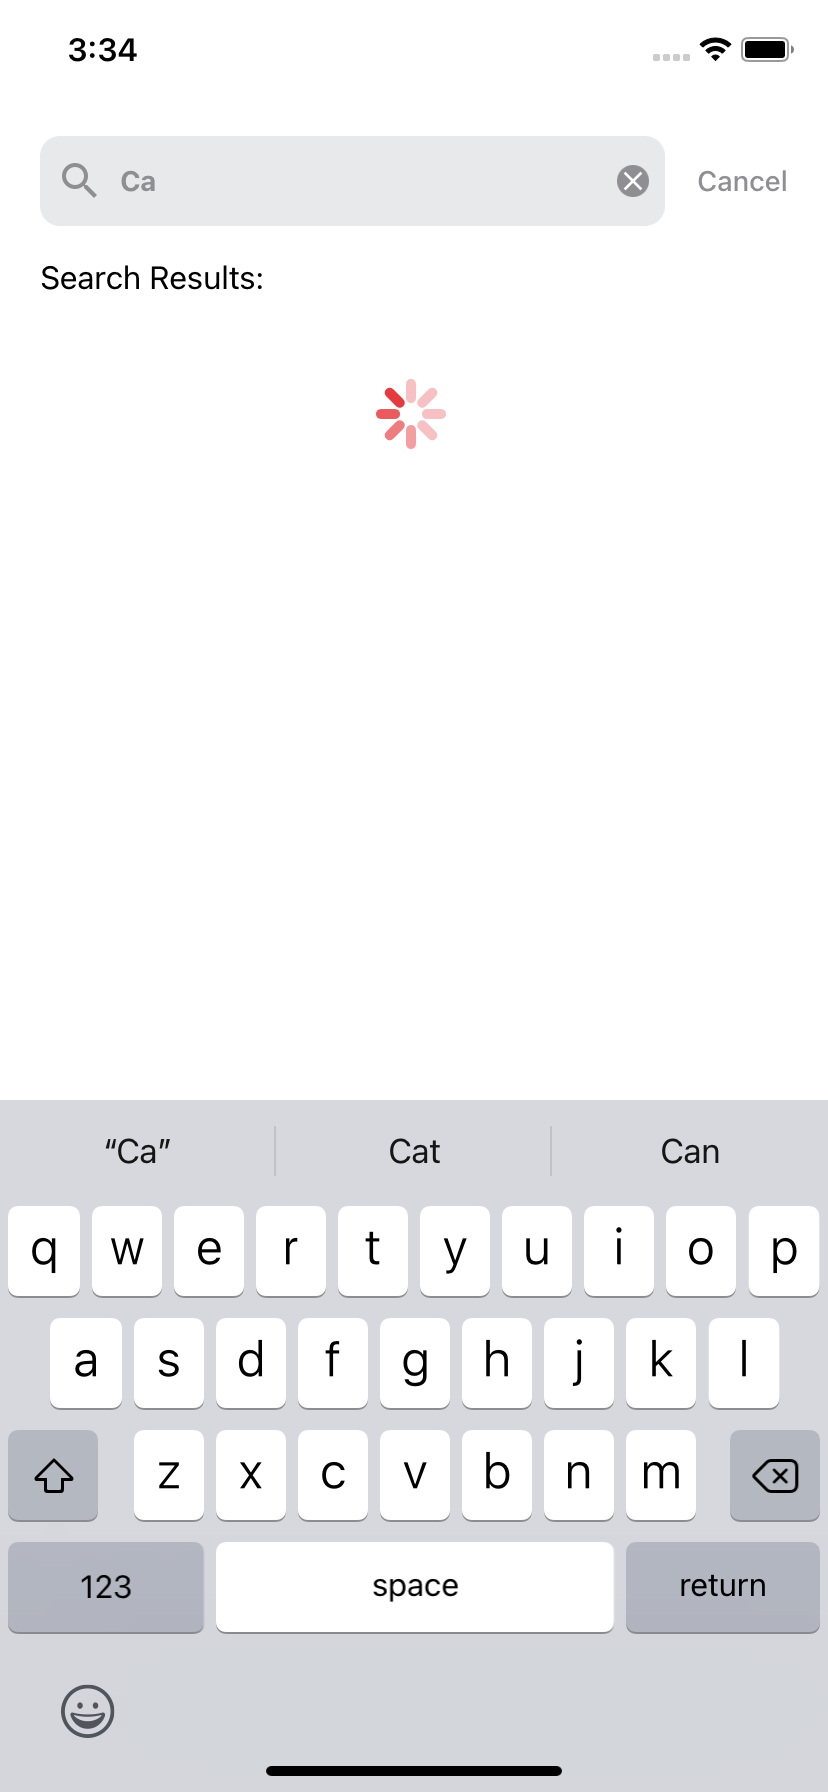 3:34
Ca
Cancel
Search Results:
“Ca”
Cat
Can
q w e r t y u i o p
a s d f g h j k l
z x c v b n m
123 space return